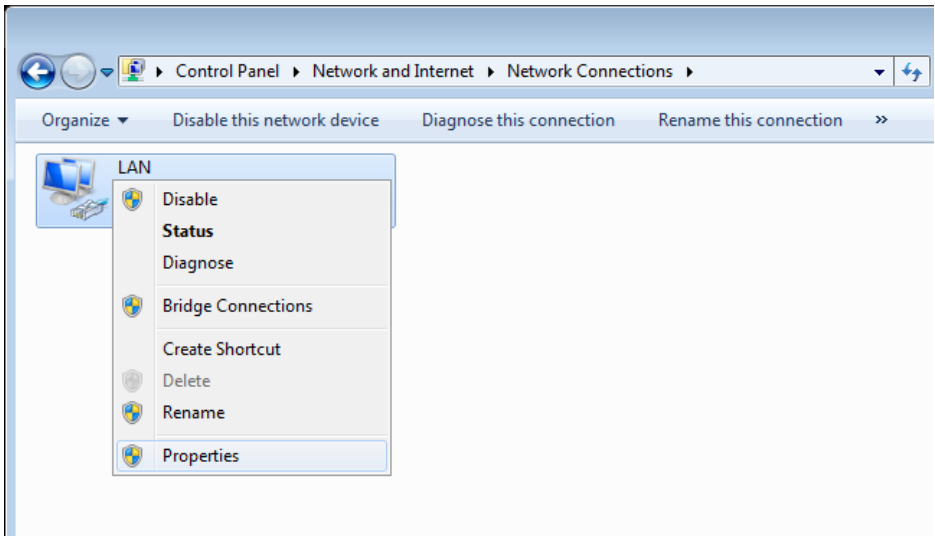 Control Panel Network and Internet Network Connections
Organize Disable this network device Diagnose this connection Rename this connection »
LAN
Disable
Status
Diagnose
Bridge Connections
Create Shortcut
Delete
Rename
Properties